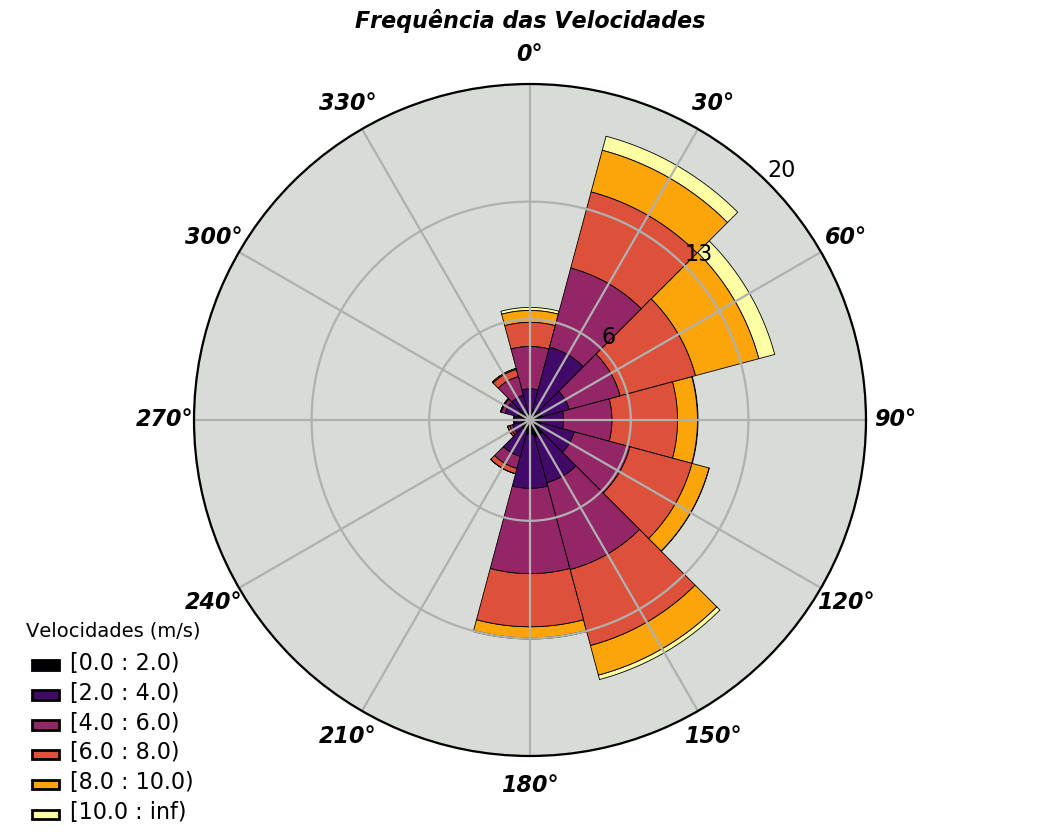 Frequência das Velocidades
0°
330°
30°
20
300°
60°
13
6
270°
90°
240°
120°
Velocidades (m/s)
[0.0 : 2.0)
[2.0 : 4.0)
[4.0 : 6.0)
210°
150°
[6.0 : 8.0)
180°
[8.0 : 10.0)
[10.0 : inf)